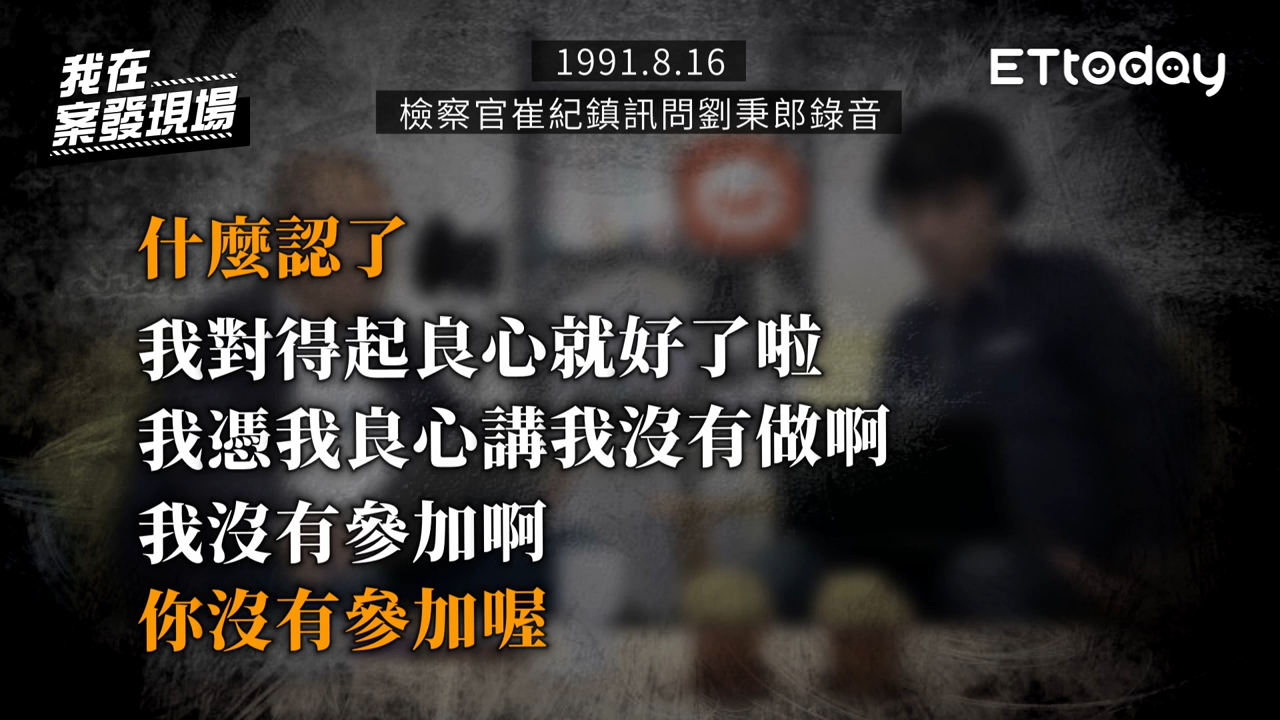 我在
案發現場
1991.8.16
ETtoday
檢察官崔紀鎮訊問劉秉郎錄音
什麼認了
我對得起良心就好了啦
我憑我良心講我沒有做啊
我沒有參加啊
你沒有參加喔